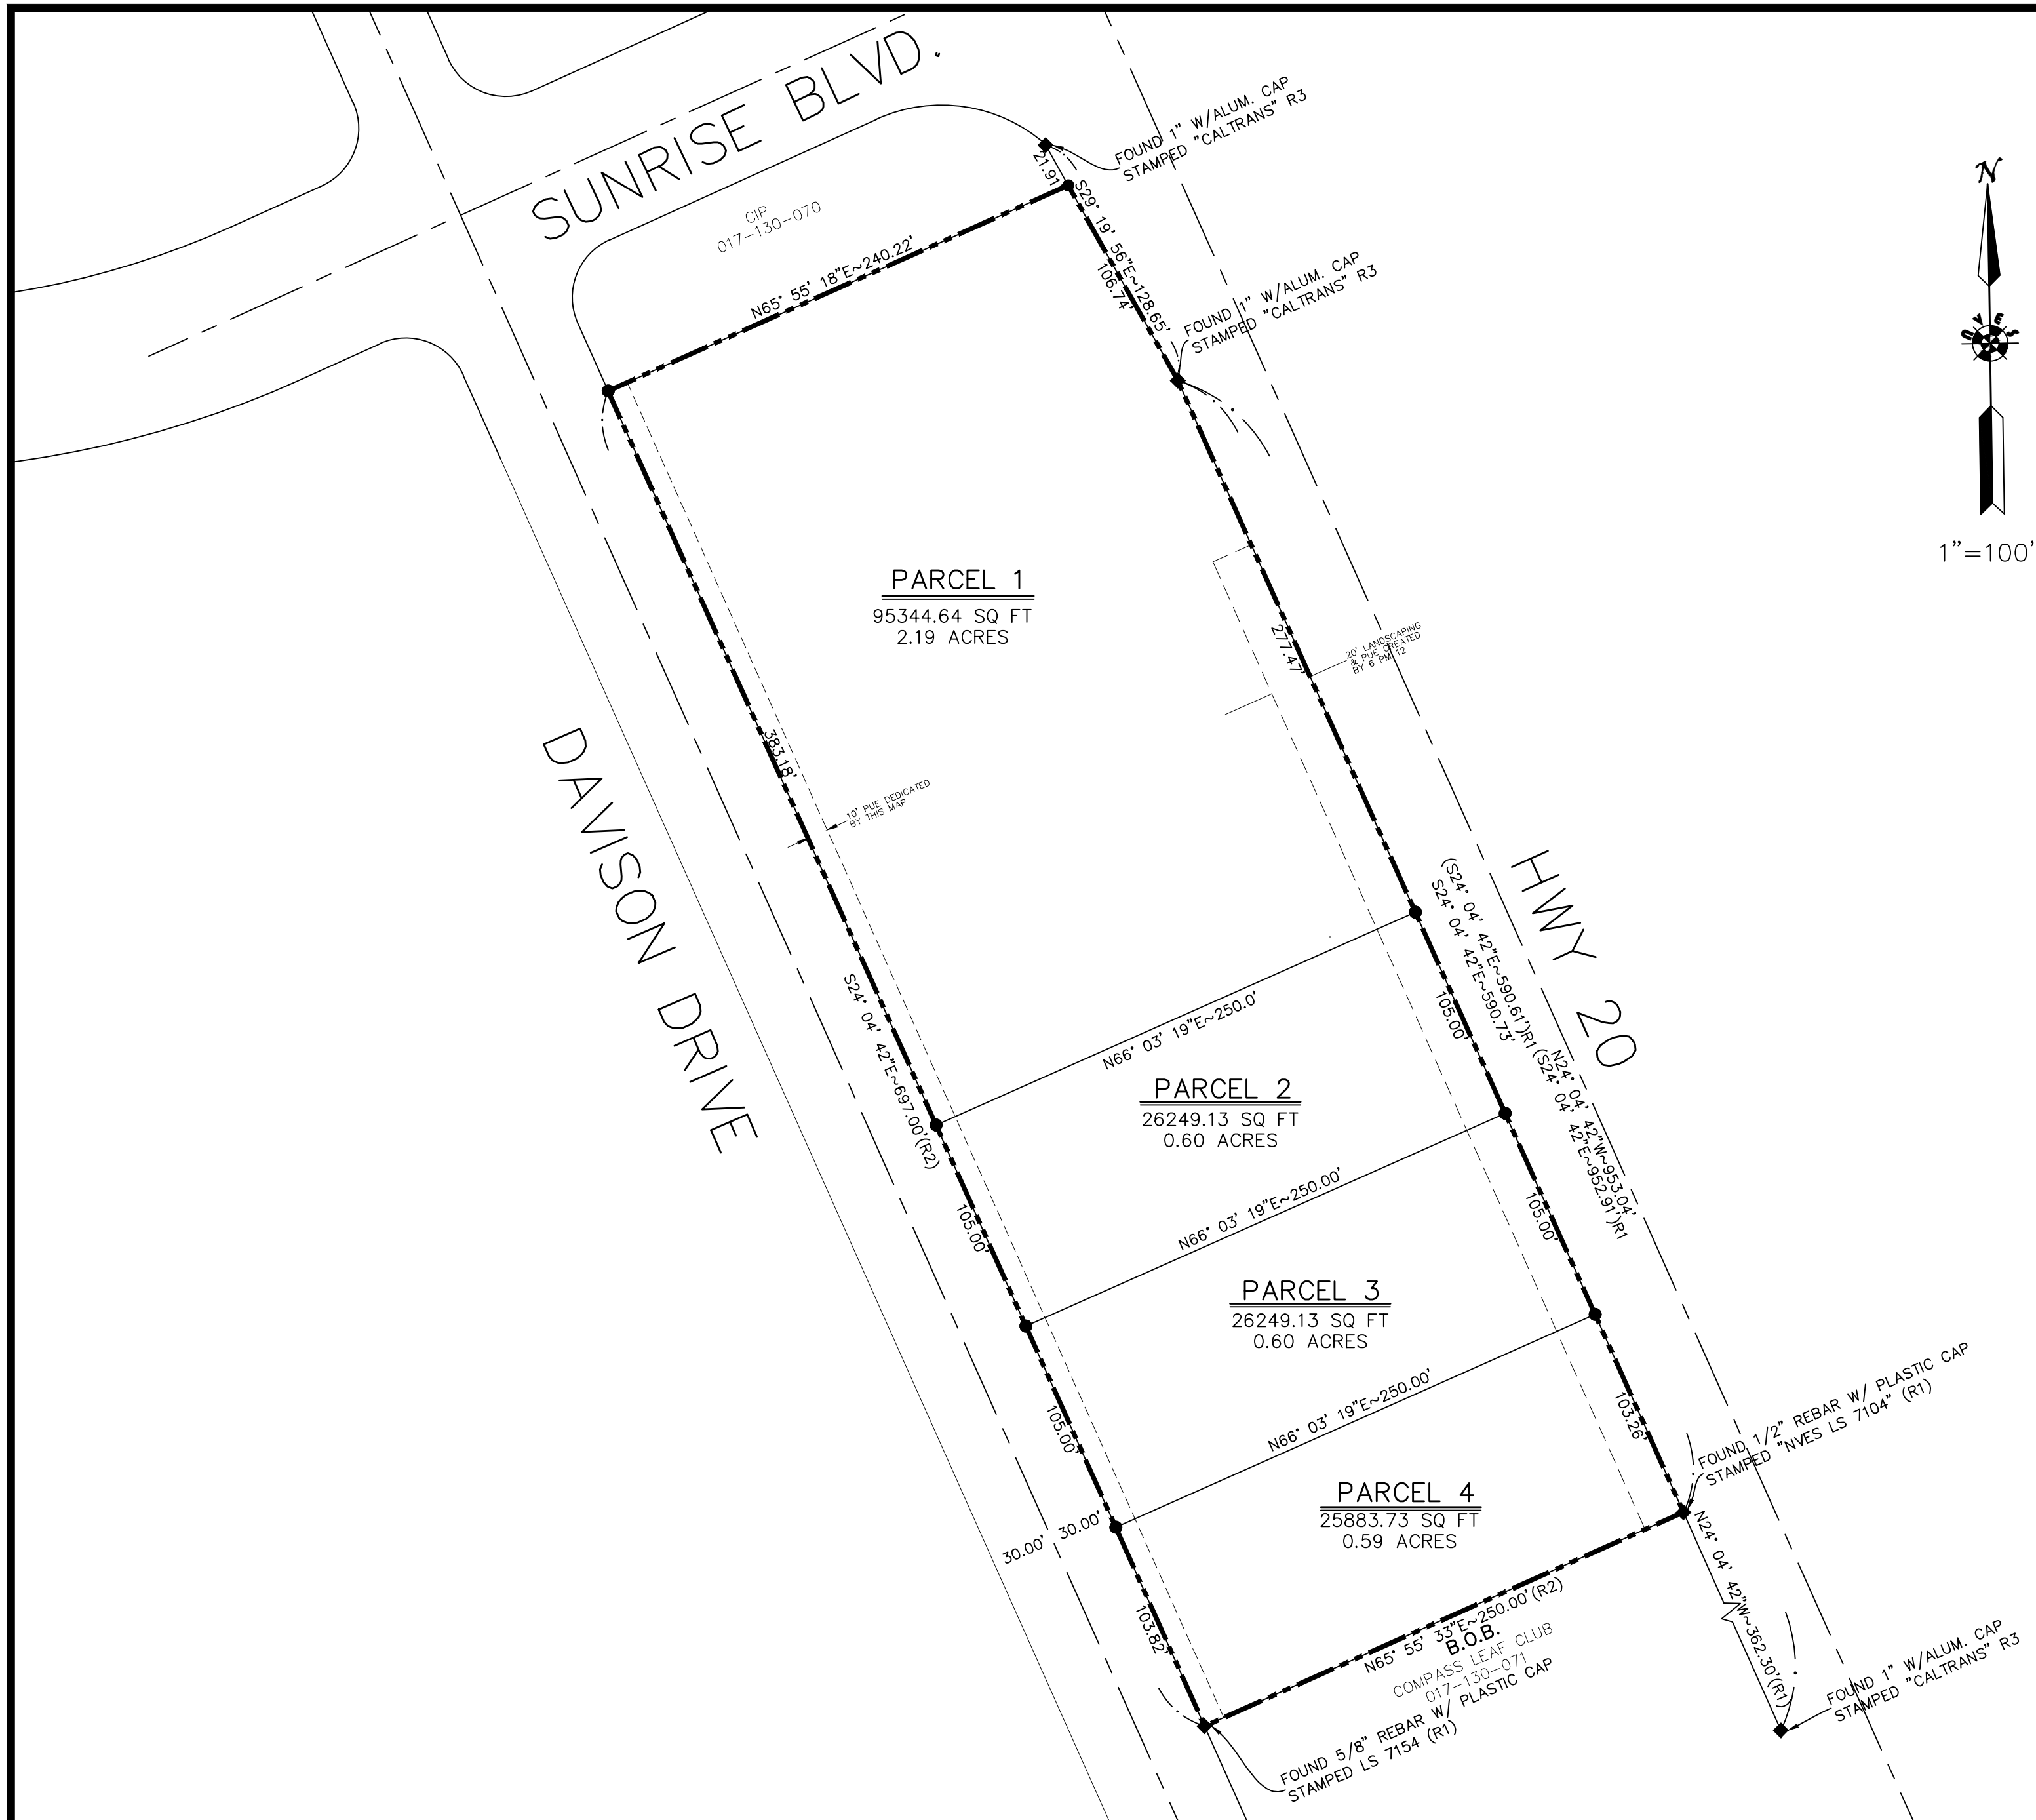 SUNRISE BLVD.
FOUND 1" W/ALUM. CAP
STAMPED "CALTRANS" R3
21.91
CIP
017-130-070
N65° 55' 18"E~240.22'
S29° 19' 56"E~128.65'
106.74'
FOUND 1" W/ALUM. CAP
STAMPED "CALTRANS" R3
N
NVES
1"=100'
PARCEL 1
95344.64 SQ FT
2.19 ACRES
277.47'
20' LANDSCAPING
& PUE CREATED
BY 6 PM 12
383.18'
10' PUE DEDICATED
BY THIS MAP
DAVISON DRIVE
HWY 20
(S24° 04' 42"E~590.61')R1
S24° 04' 42"E~590.73'
S24° 04' 42"E~697.00'(R2)
105.00'
N66° 03' 19"E~250.0'
N24° 04' 42"W~953.04'
(S24° 04' 42"E~952.91')R1
PARCEL 2
26249.13 SQ FT
0.60 ACRES
105.00'
N66° 03' 19"E~250.00'
105.00'
PARCEL 3
26249.13 SQ FT
0.60 ACRES
105.00'
N66° 03' 19"E~250.00'
103.26'
FOUND 1/2" REBAR W/ PLASTIC CAP
STAMPED "NVES LS 7104" (R1)
PARCEL 4
25883.73 SQ FT
0.59 ACRES
30.00' 30.00'
103.82'
N65° 55' 33"E~250.00'(R2)
B.O.B.
COMPASS LEAF CLUB
017-130-071
FOUND 5/8" REBAR W/ PLASTIC CAP
STAMPED LS 7154 (R1)
N24° 04' 42"W~362.30'(R1)
FOUND 1" W/ALUM. CAP
STAMPED "CALTRANS" R3